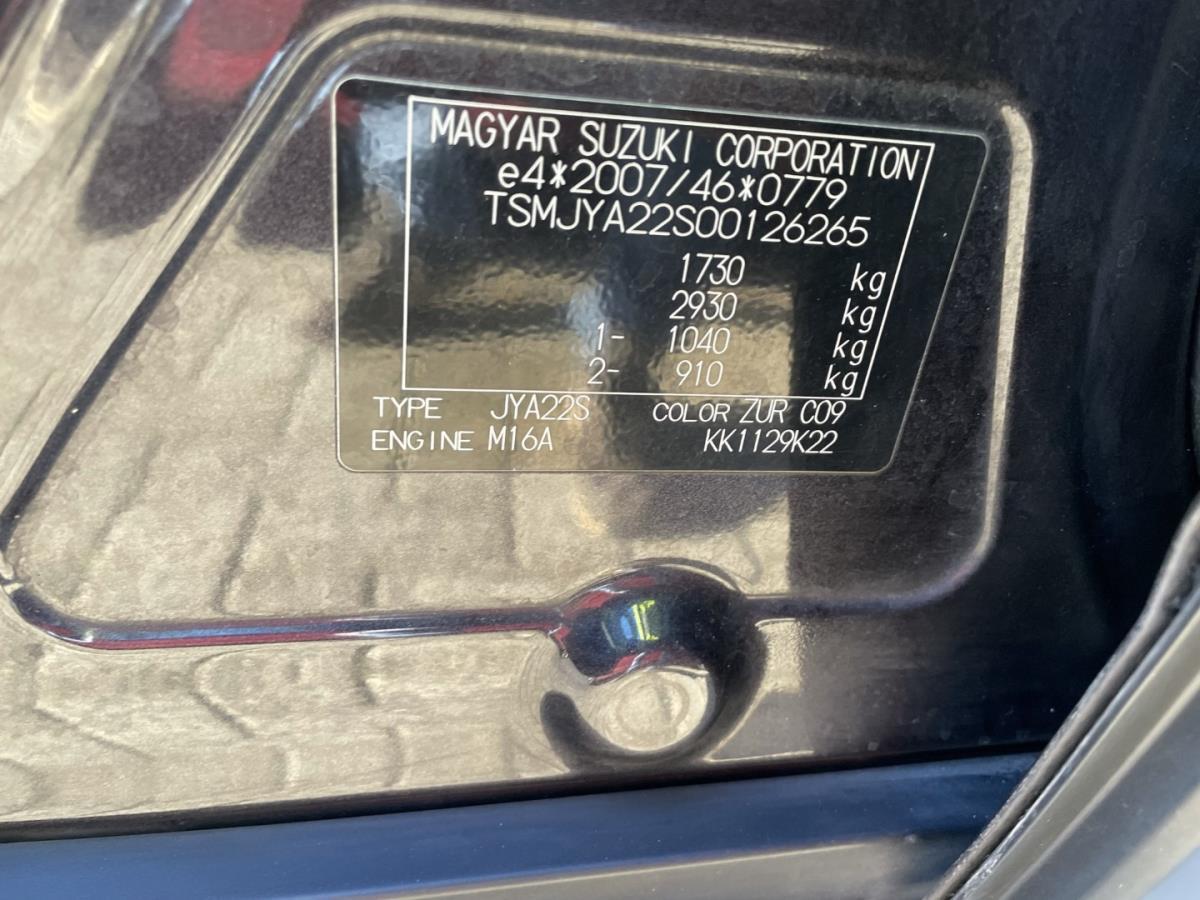 MAGYAR SUZUKI CORPORATION
e4*2007/46*0779
TSMJYA22S00126265
1730 kg
2930 kg
1- 1040 kg
2- 910 kg
TYPE JYA22S COLOR ZUR C09
ENGINE M16A KK1129K22